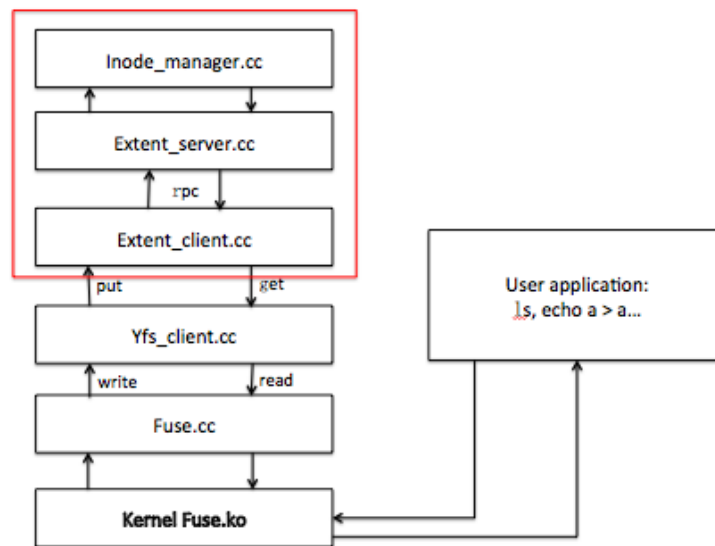 Inode_manager.cc
Extent_server.cc
rpc
Extent_client.cc
put
get
Yfs_client.cc
write
read
Fuse.cc
Kernel Fuse.ko
User application:
ls, echo a > a...